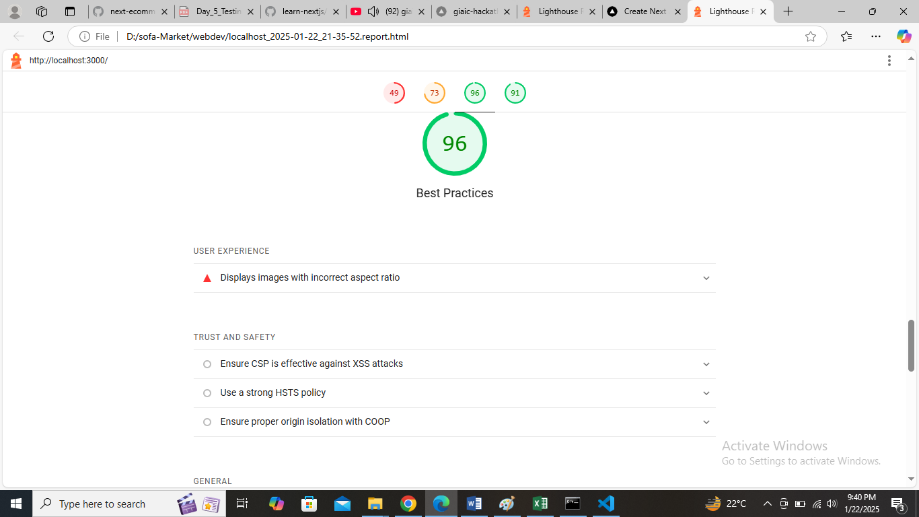 next-ecomm
Day_5_Testin
learn-nextjs
(92) gia
giaic-hackati
Lighthouse F
Create Next
Lighthouse F
File
D:/sofa-Market/webdev/localhost_2025-01-22_21-35-52.report.html
http://localhost:3000/
49 73 96 91
96
Best Practices
USER EXPERIENCE
Displays images with incorrect aspect ratio
TRUST AND SAFETY
Ensure CSP is effective against XSS attacks
Use a strong HSTS policy
Ensure proper origin isolation with COOP
GENERAL
Activate Windows
Go to Settings to activate Windows.
Type here to search
22°C
9:40 PM
1/22/2025
3